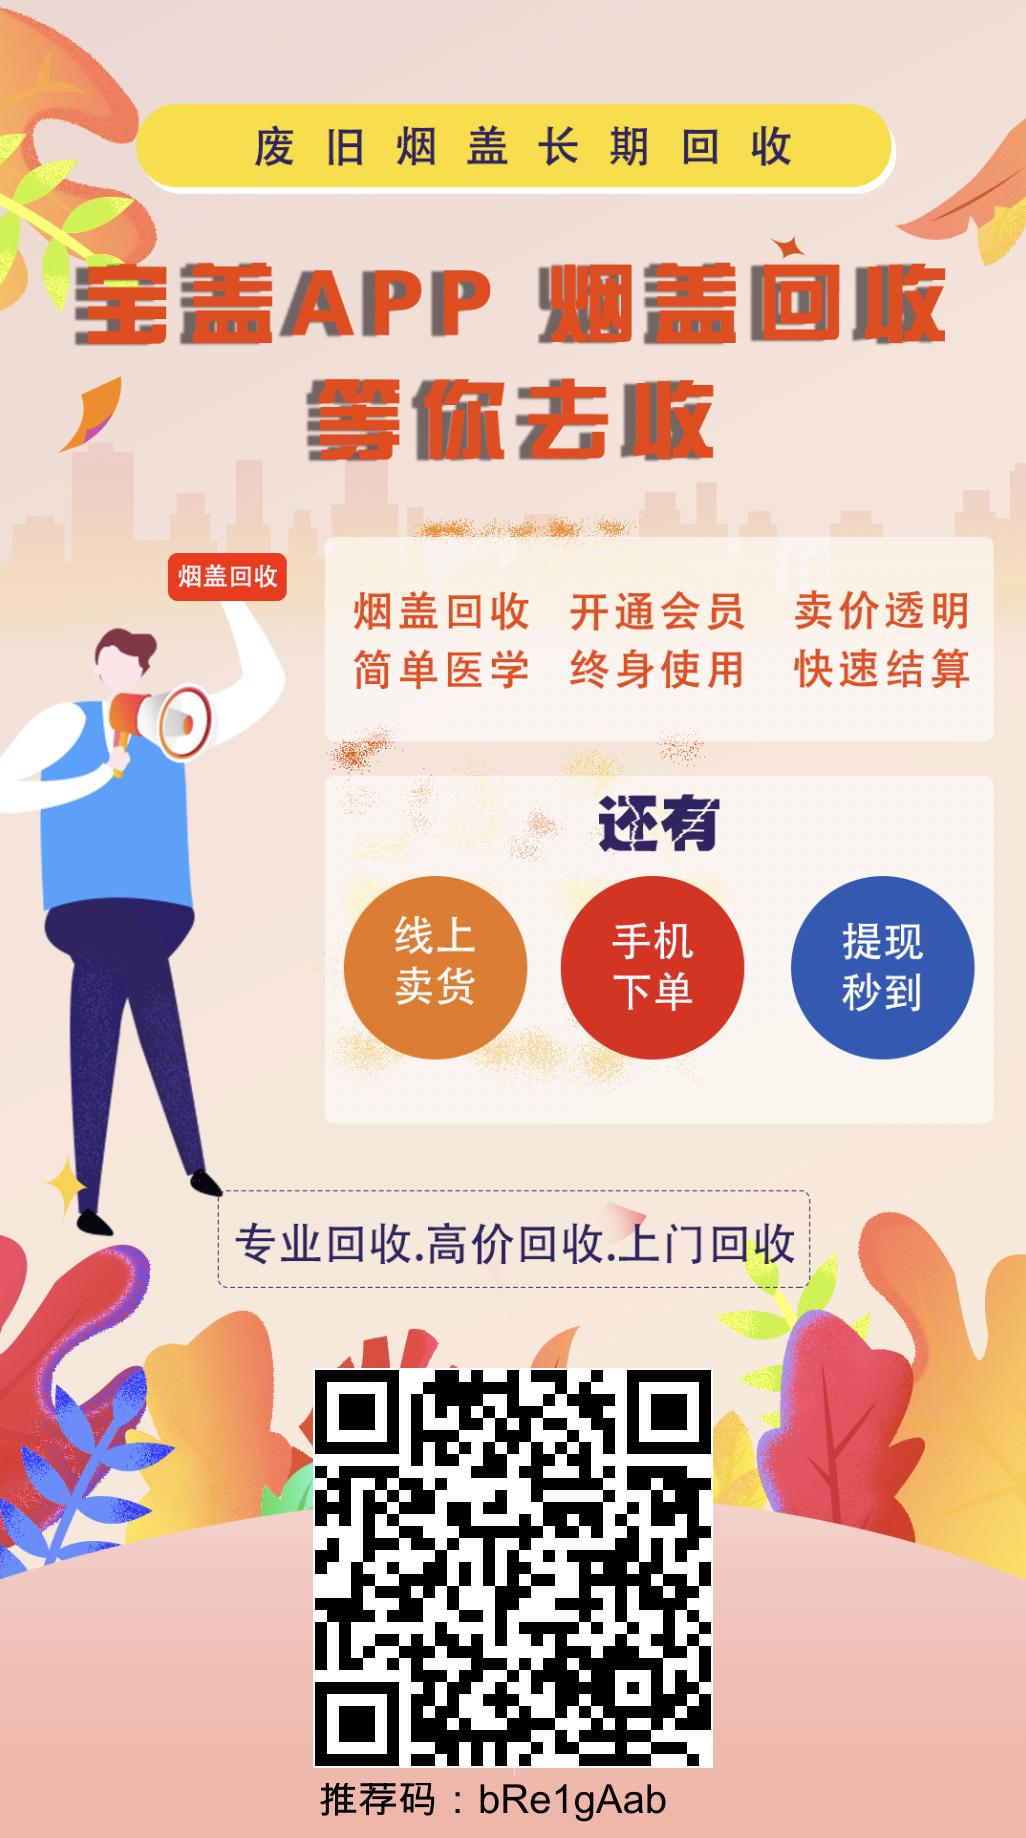 废旧烟盖长期回收
宝盖APP 烟盖回收
等你去收
烟盖回收
烟盖回收 开通会员 卖价透明
简单医学 终身使用 快速结算
还有
线上
卖货
手机
下单
提现
秒到
专业回收.高价回收.上门回收
推荐码：bRe1gAab